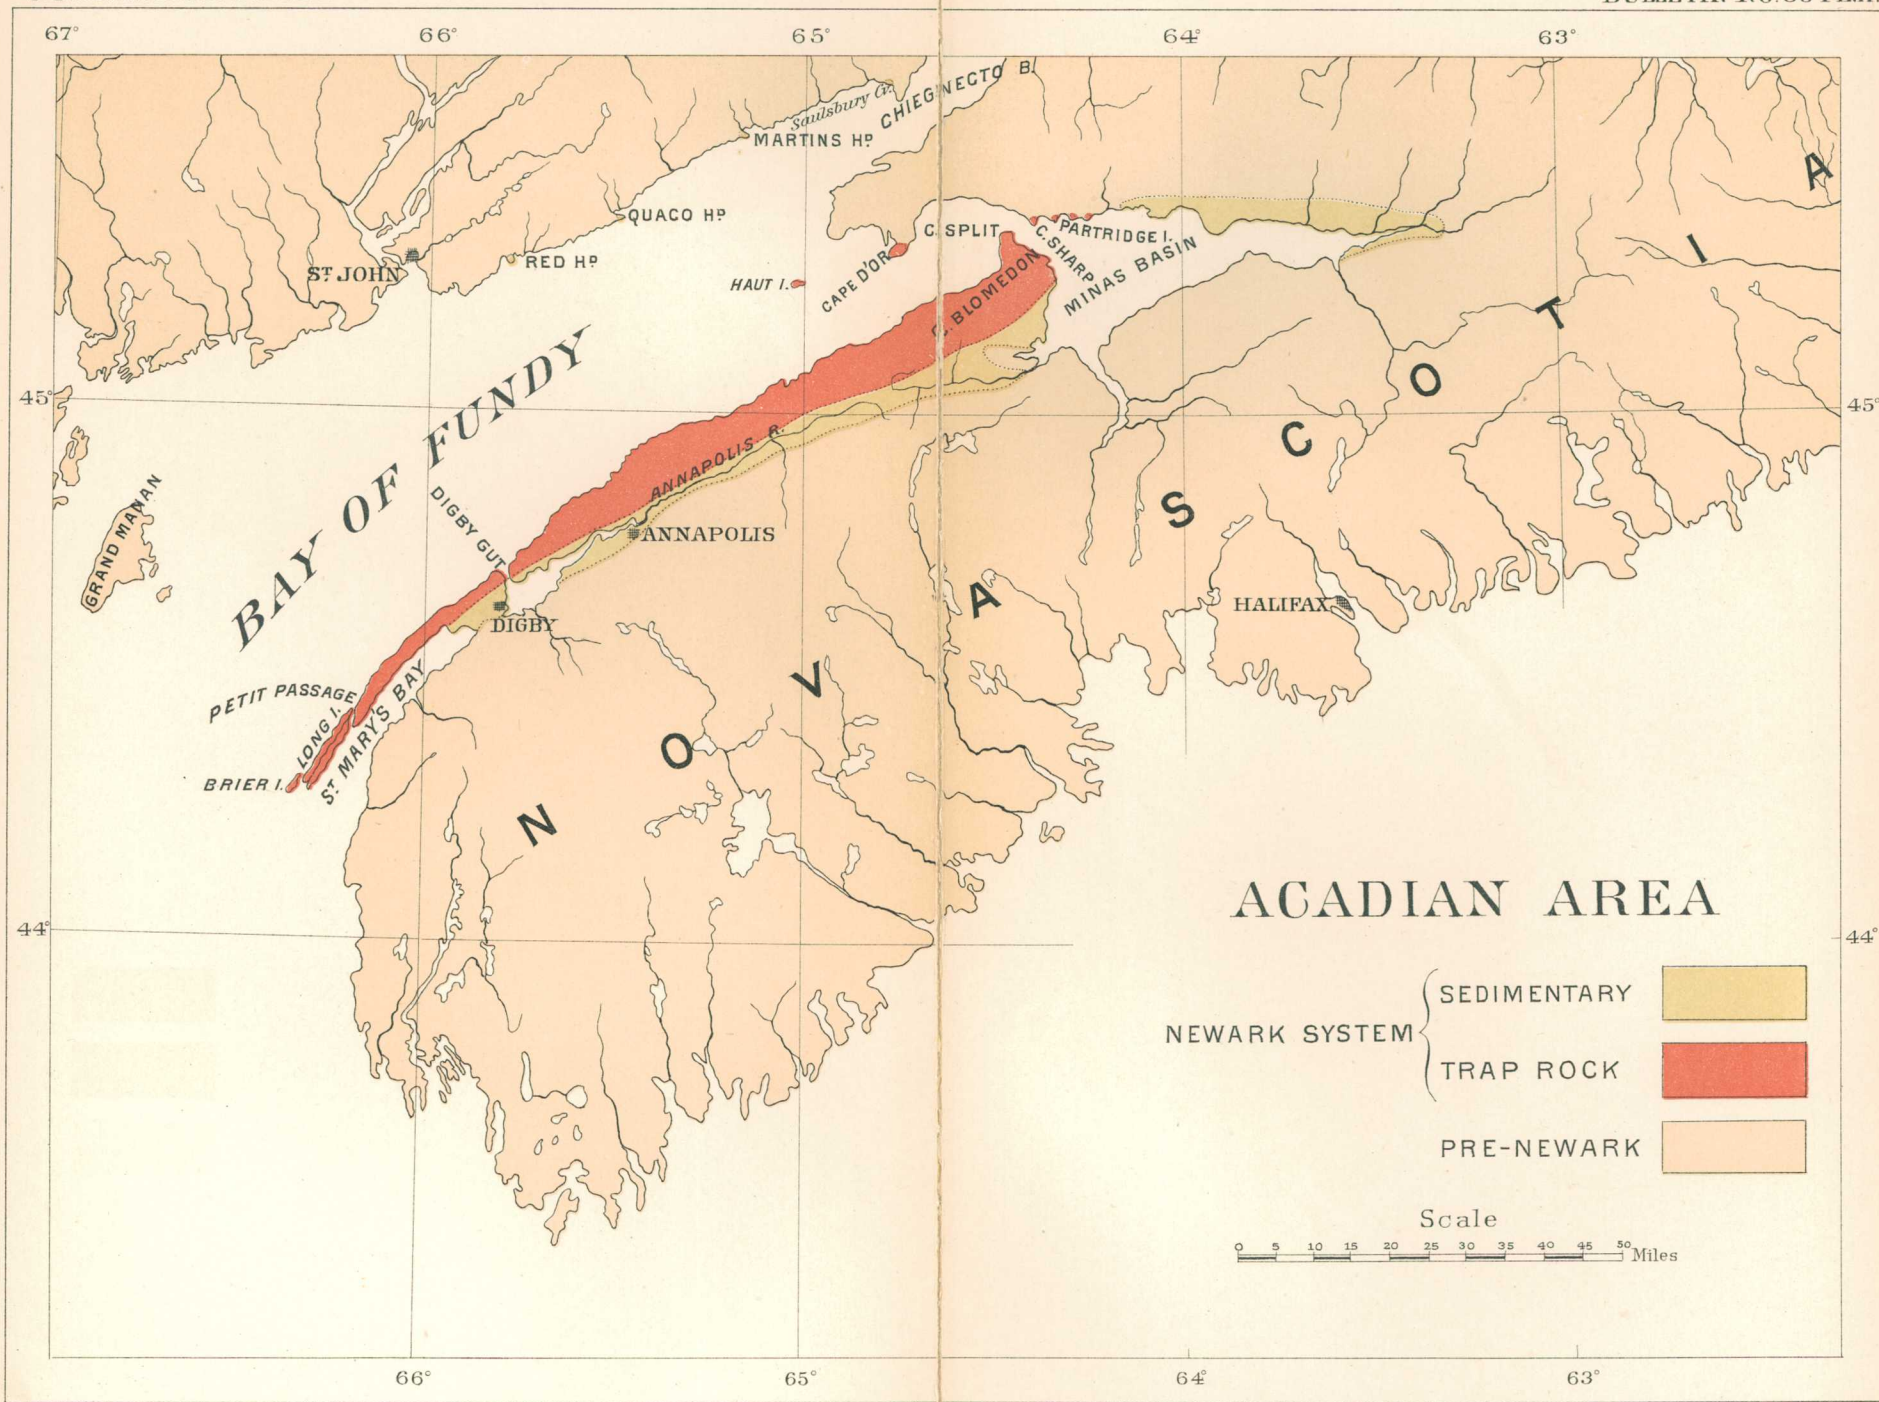 67° 66° 65° 64° 63°
CHIEGNECTO B.
Saulsbury Cv.
MARTINS Hᴰ
QUACO Hᴰ
Sᵀ JOHN
RED Hᴰ
HAUT I.
CAPE D'OR
C. SPLIT
C. SHARP
PARTRIDGE I.
MINAS BASIN
C. BLOMEDON
45° 45°
BAY OF FUNDY
ANNAPOLIS R.
ANNAPOLIS
DIGBY GUT
DIGBY
GRAND MANAN
HALIFAX
PETIT PASSAGE
LONG I.
Sᵀ MARY'S BAY
BRIER I.
NOVA SCOTIA
44° 44°
ACADIAN AREA
NEWARK SYSTEM
SEDIMENTARY
TRAP ROCK
PRE-NEWARK
Scale
0 5 10 15 20 25 30 35 40 45 50 Miles
66° 65° 64° 63°